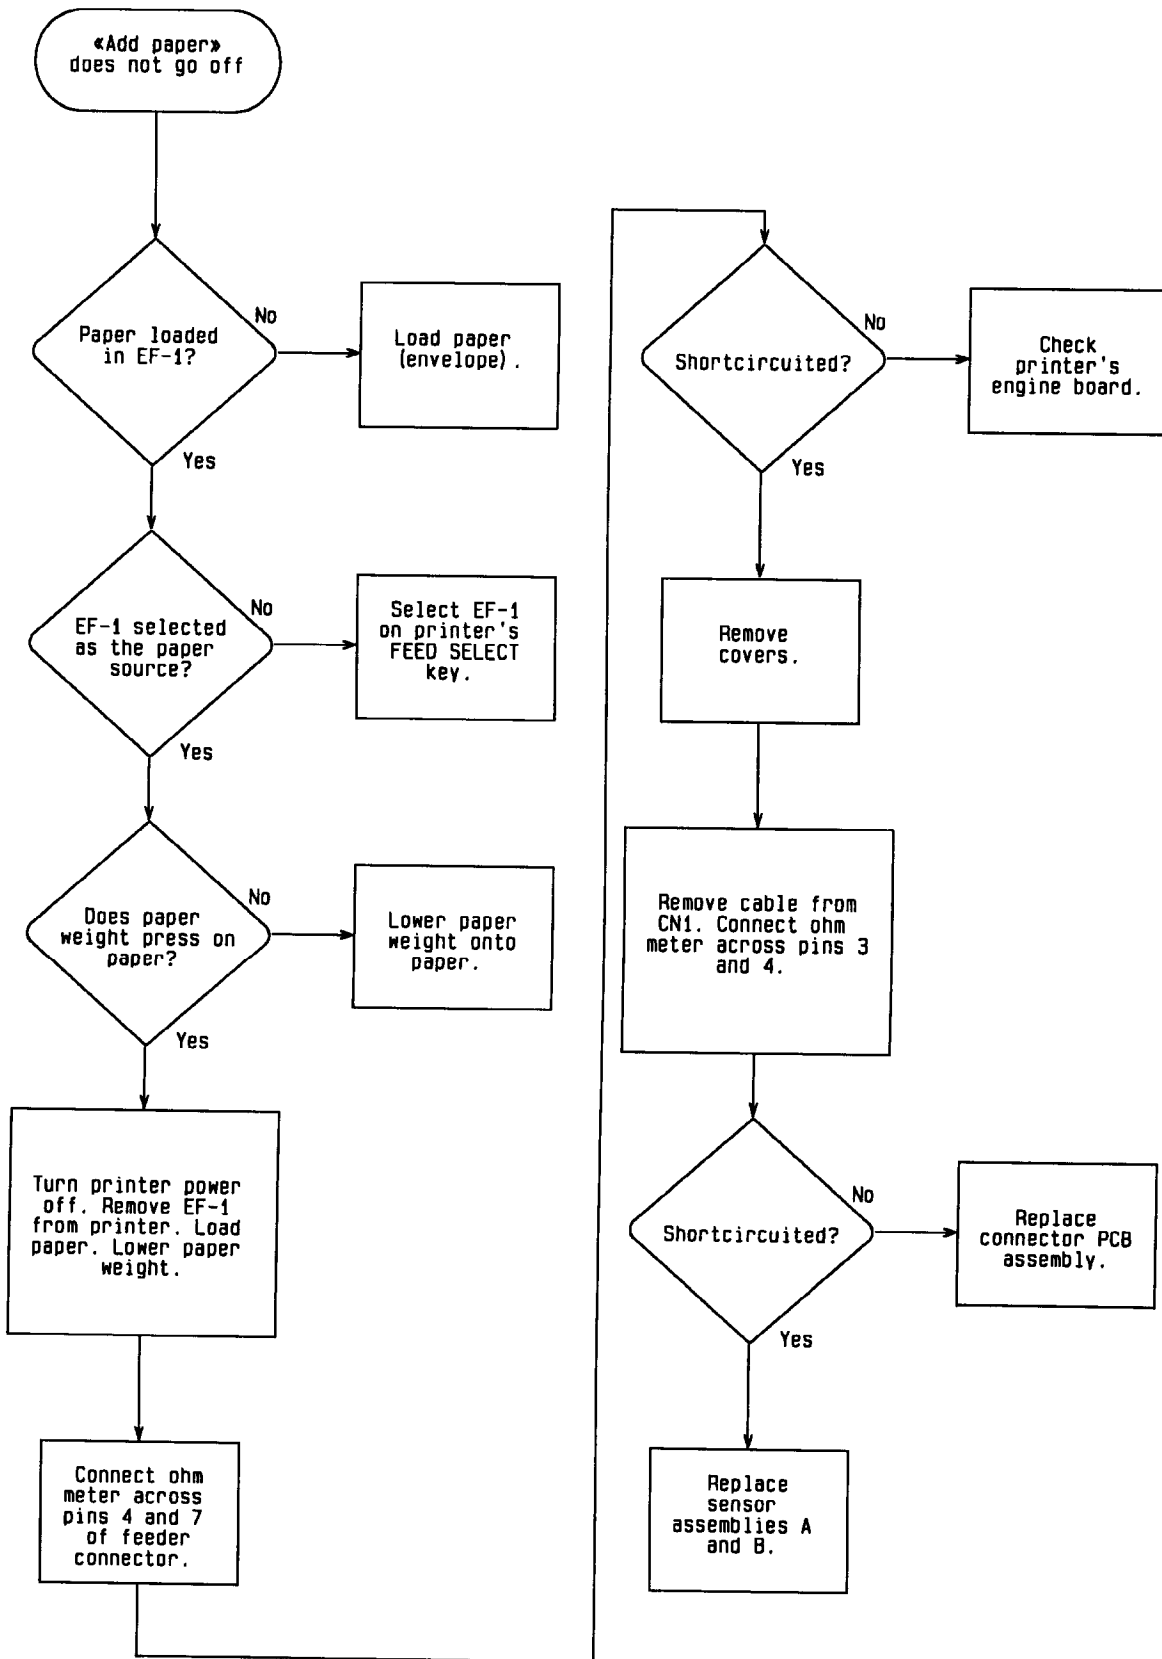 «Add paper»
does not go off
Paper loaded
in EF-1?
No
Load paper
(envelope).
Yes
EF-1 selected
as the paper
source?
No
Select EF-1
on printer's
FEED SELECT
key.
Yes
Does paper
weight press on
paper?
No
Lower paper
weight onto
paper.
Yes
Turn printer power
off. Remove EF-1
from printer. Load
paper. Lower paper
weight.
Connect ohm
meter across
pins 4 and 7
of feeder
connector.
Shortcircuited?
No
Check
printer's
engine board.
Yes
Remove
covers.
Remove cable from
CN1. Connect ohm
meter across pins 3
and 4.
Shortcircuited?
No
Replace
connector PCB
assembly.
Yes
Replace
sensor
assemblies A
and B.